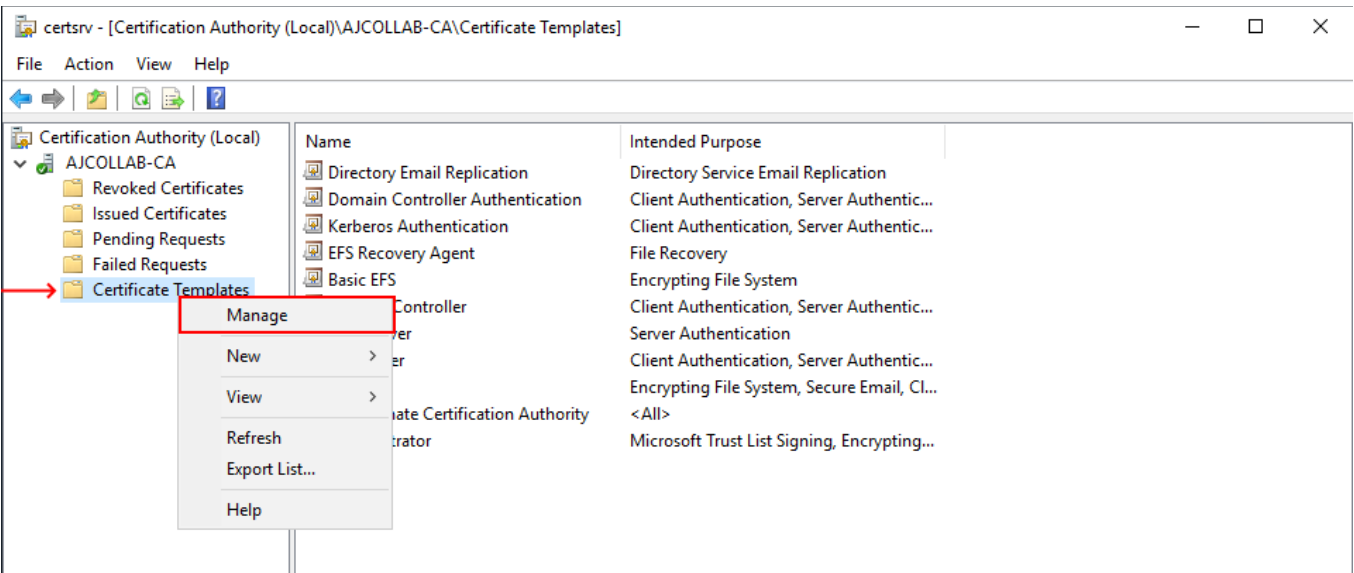 certsrv - [Certification Authority (Local)\AJCOLLAB-CA\Certificate Templates]
File Action View Help
Certification Authority (Local)
AJCOLLAB-CA
Revoked Certificates
Issued Certificates
Pending Requests
Failed Requests
Certificate Templates
Manage
New
View
Refresh
Export List...
Help
Name Intended Purpose
Directory Email Replication Directory Service Email Replication
Domain Controller Authentication Client Authentication, Server Authentic...
Kerberos Authentication Client Authentication, Server Authentic...
EFS Recovery Agent File Recovery
Basic EFS Encrypting File System
Controller Client Authentication, Server Authentic...
Server Authentication
Client Authentication, Server Authentic...
Encrypting File System, Secure Email, Cl...
Certification Authority <All>
Microsoft Trust List Signing, Encrypting...